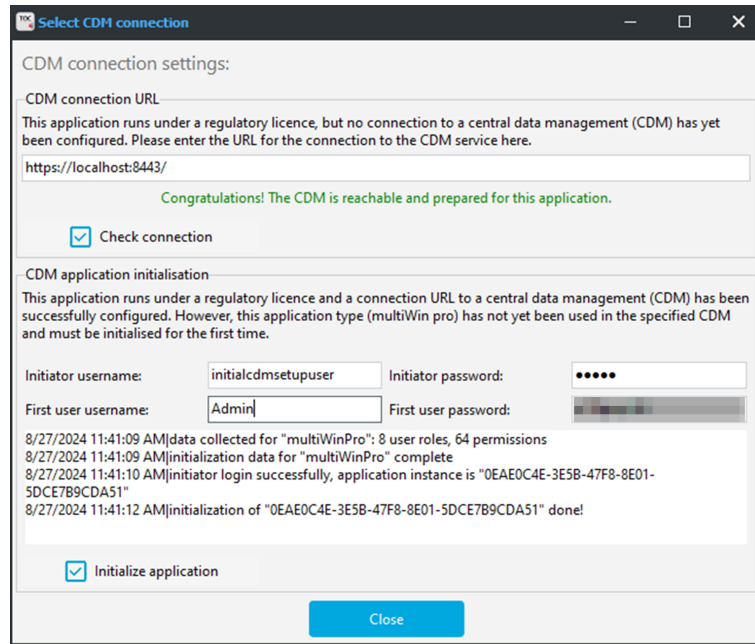 TOC
Select CDM connection
CDM connection settings:
CDM connection URL
This application runs under a regulatory licence, but no connection to a central data management (CDM) has yet
been configured. Please enter the URL for the connection to the CDM service here.
https://localhost:8443/
Congratulations! The CDM is reachable and prepared for this application.
Check connection
CDM application initialisation
This application runs under a regulatory licence and a connection URL to a central data management (CDM) has been
successfully configured. However, this application type (multiWin pro) has not yet been used in the specified CDM
and must be initialised for the first time.
Initiator username: initialcdmsetupuser Initiator password: •••••
First user username: Admin First user password:
8/27/2024 11:41:09 AM|data collected for "multiWinPro": 8 user roles, 64 permissions
8/27/2024 11:41:09 AM|initialization data for "multiWinPro" complete
8/27/2024 11:41:10 AM|initiator login successfully, application instance is "0EAE0C4E-3E5B-47F8-8E01-
5DCE7B9CDA51"
8/27/2024 11:41:12 AM|initialization of "0EAE0C4E-3E5B-47F8-8E01-5DCE7B9CDA51" done!
Initialize application
Close